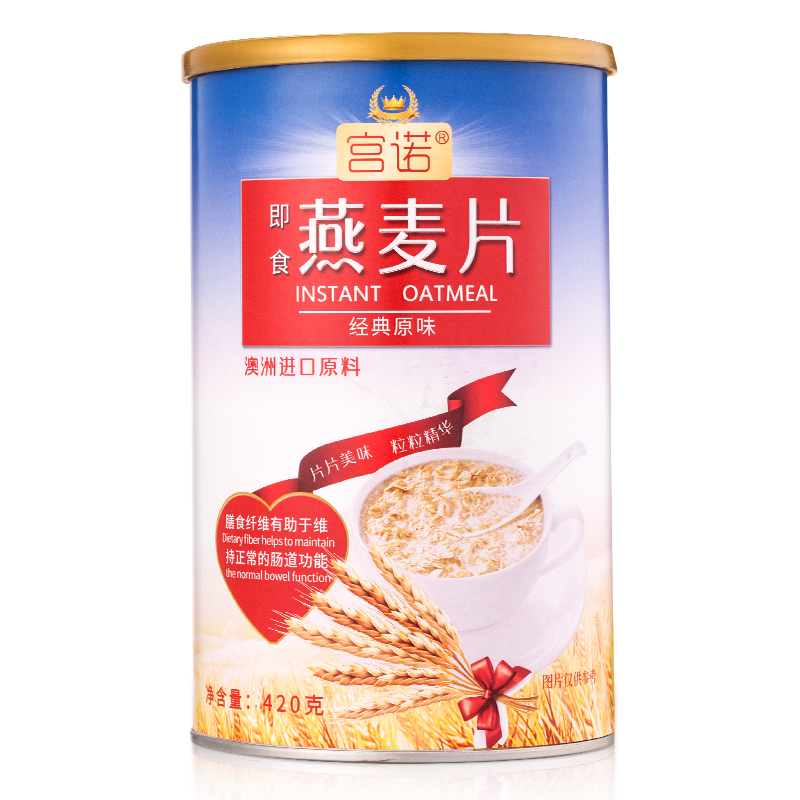 宫诺®
即食
燕麦片
INSTANT OATMEAL
经典原味
澳洲进口原料
片片美味 粒粒精华
膳食纤维有助于维
Dietary fiber helps to maintain
持正常的肠道功能
the normal bowel function
净含量：420克
图片仅供参考